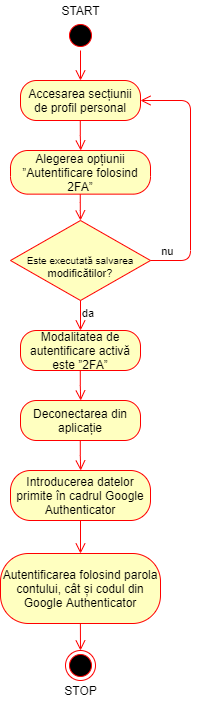 START
Accesarea secțiunii
de profil personal
Alegerea opțiunii
”Autentificare folosind
2FA”
Este executată salvarea
modificătilor?
nu
da
Modalitatea de
autentificare activă
este ”2FA”
Deconectarea din
aplicație
Introducerea datelor
primite în cadrul Google
Authenticator
Autentificarea folosind parola
contului, cât și codul din
Google Authenticator
STOP